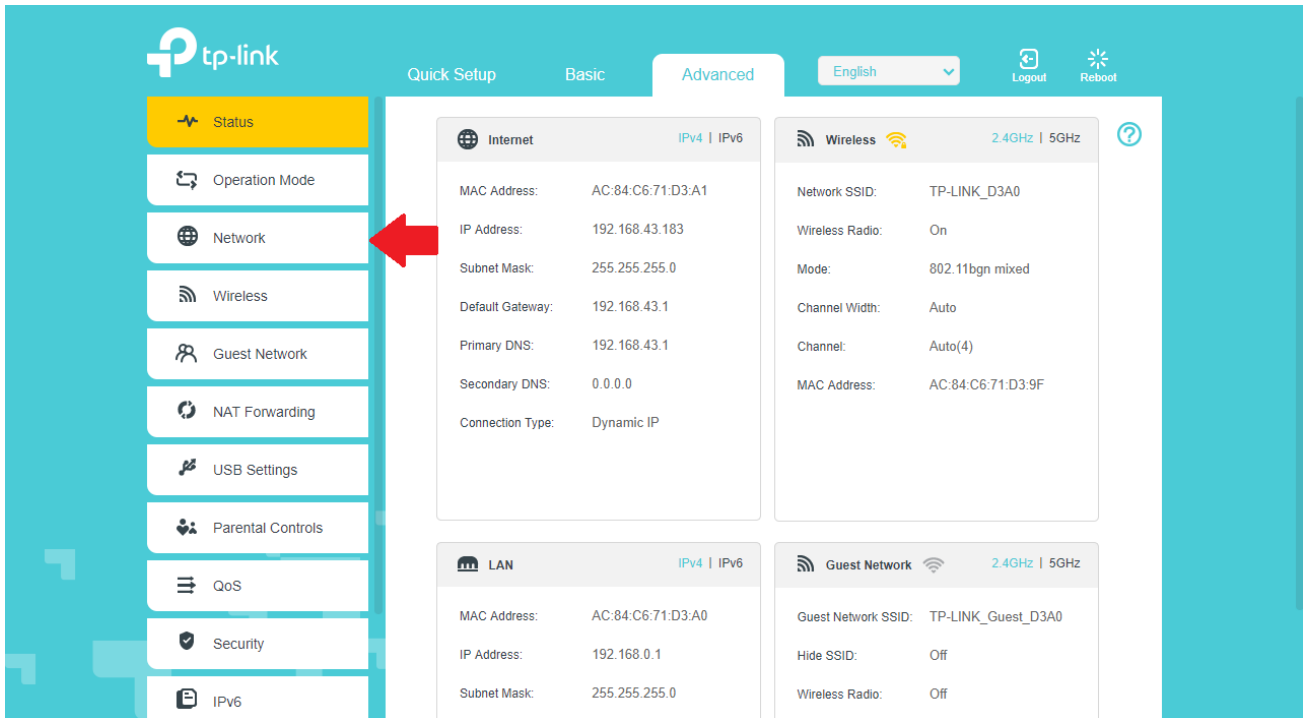 tp-link
Quick Setup
Basic
Advanced
English
Logout
Reboot
Status
Operation Mode
Network
Wireless
Guest Network
NAT Forwarding
USB Settings
Parental Controls
QoS
Security
IPv6
Internet IPv4 | IPv6
MAC Address: AC:84:C6:71:D3:A1
IP Address: 192.168.43.183
Subnet Mask: 255.255.255.0
Default Gateway: 192.168.43.1
Primary DNS: 192.168.43.1
Secondary DNS: 0.0.0.0
Connection Type: Dynamic IP
Wireless 2.4GHz | 5GHz
Network SSID: TP-LINK_D3A0
Wireless Radio: On
Mode: 802.11bgn mixed
Channel Width: Auto
Channel: Auto(4)
MAC Address: AC:84:C6:71:D3:9F
LAN IPv4 | IPv6
MAC Address: AC:84:C6:71:D3:A0
IP Address: 192.168.0.1
Subnet Mask: 255.255.255.0
Guest Network 2.4GHz | 5GHz
Guest Network SSID: TP-LINK_Guest_D3A0
Hide SSID: Off
Wireless Radio: Off